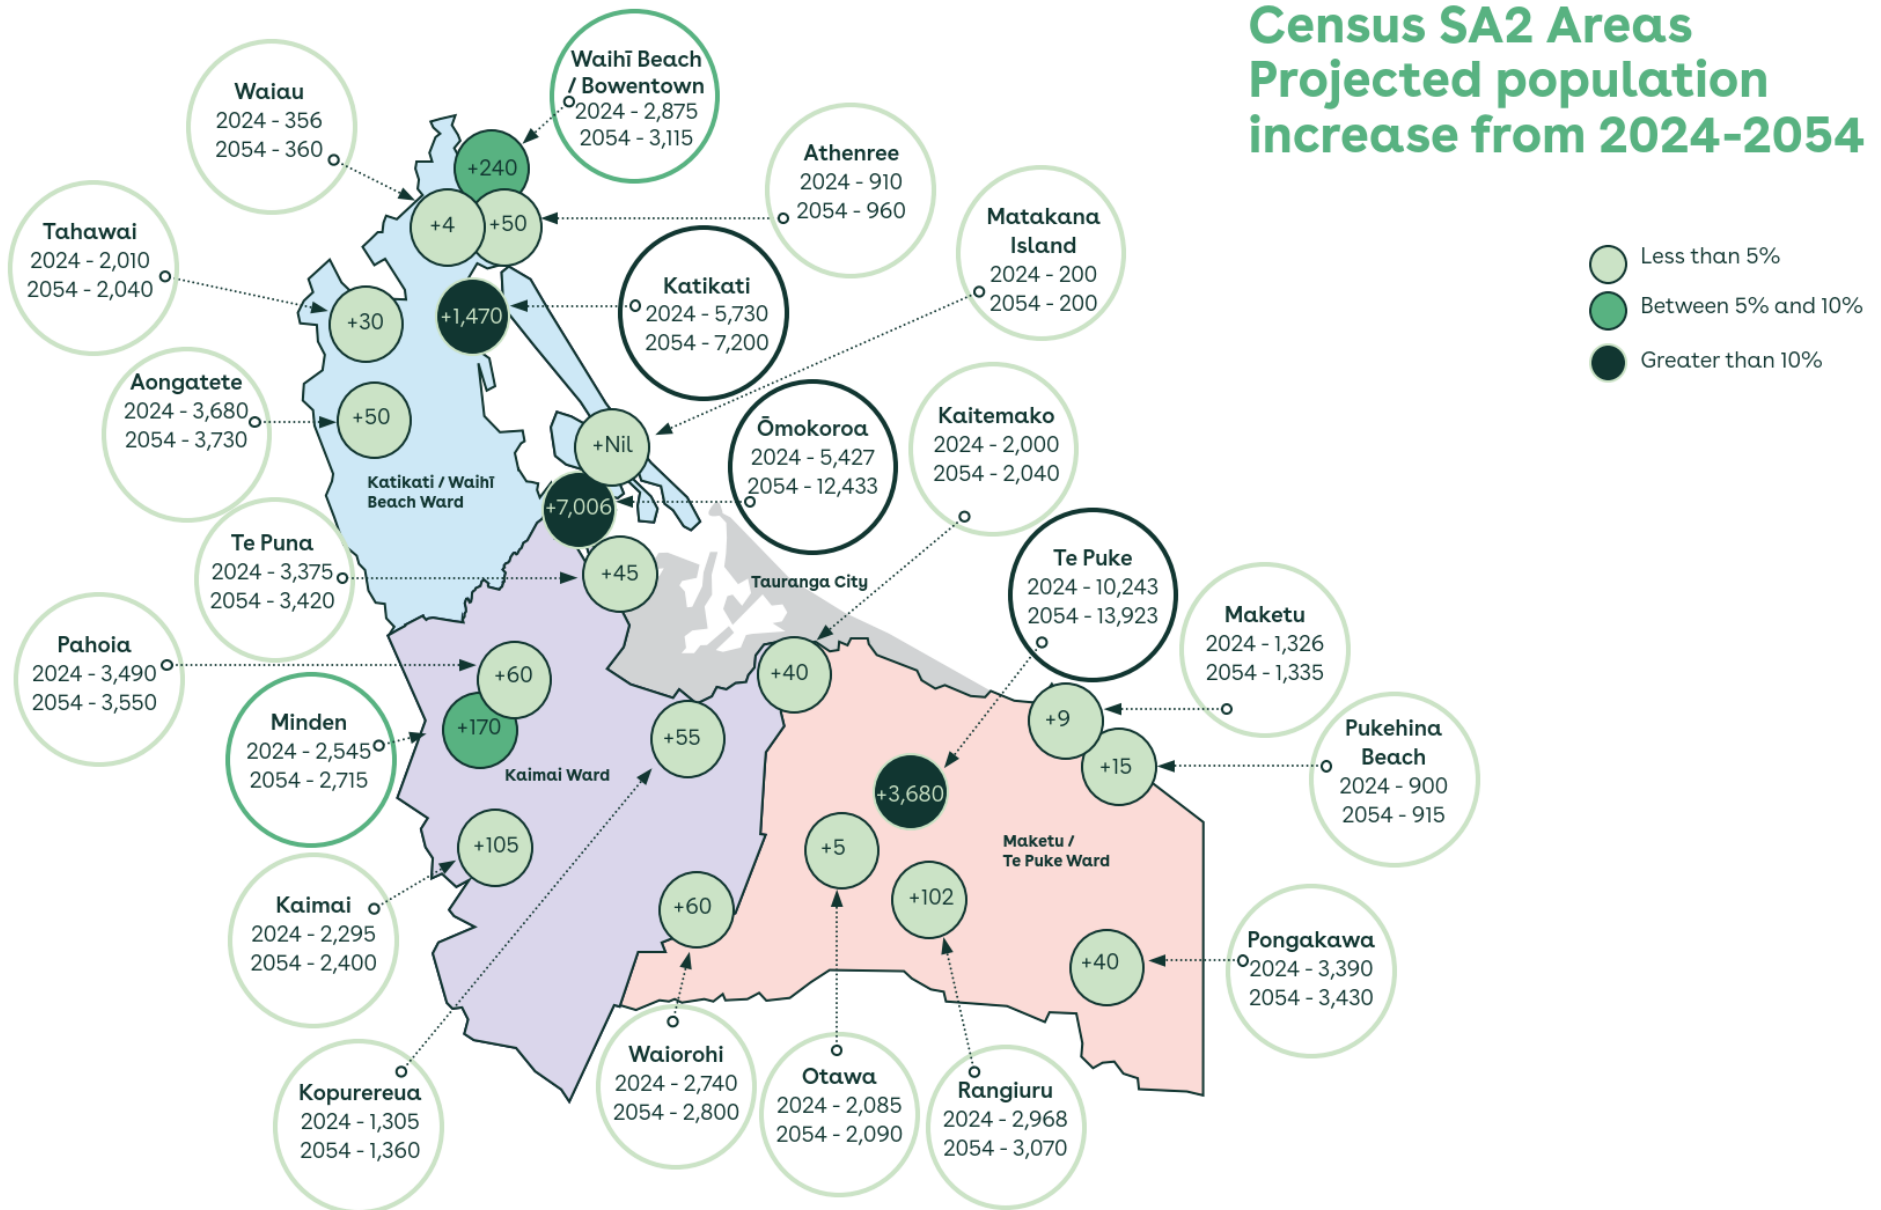 Census SA2 Areas
Projected population
increase from 2024-2054
Less than 5%
Between 5% and 10%
Greater than 10%
Waihī Beach
/ Bowentown
2024 - 2,875
2054 - 3,115
Waiau
2024 - 356
2054 - 360
Athenree
2024 - 910
2054 - 960
Matakana
Island
2024 - 200
2054 - 200
Tahawai
2024 - 2,010
2054 - 2,040
Katikati
2024 - 5,730
2054 - 7,200
Aongatete
2024 - 3,680
2054 - 3,730
Ōmokoroa
2024 - 5,427
2054 - 12,433
Kaitemako
2024 - 2,000
2054 - 2,040
Te Puna
2024 - 3,375
2054 - 3,420
Te Puke
2024 - 10,243
2054 - 13,923
Maketu
2024 - 1,326
2054 - 1,335
Pahoia
2024 - 3,490
2054 - 3,550
Minden
2024 - 2,545
2054 - 2,715
Pukehina
Beach
2024 - 900
2054 - 915
Kaimai
2024 - 2,295
2054 - 2,400
Pongakawa
2024 - 3,390
2054 - 3,430
Kopurereua
2024 - 1,305
2054 - 1,360
Waiorohi
2024 - 2,740
2054 - 2,800
Otawa
2024 - 2,085
2054 - 2,090
Rangiuru
2024 - 2,968
2054 - 3,070
+240
+4
+50
+30
+1,470
+50
+Nil
Katikati / Waihī
Beach Ward
+7,006
+45
Tauranga City
+60
+40
+170
+55
Kaimai Ward
+9
+15
+3,680
+105
+5
Maketu /
Te Puke Ward
+60
+102
+40